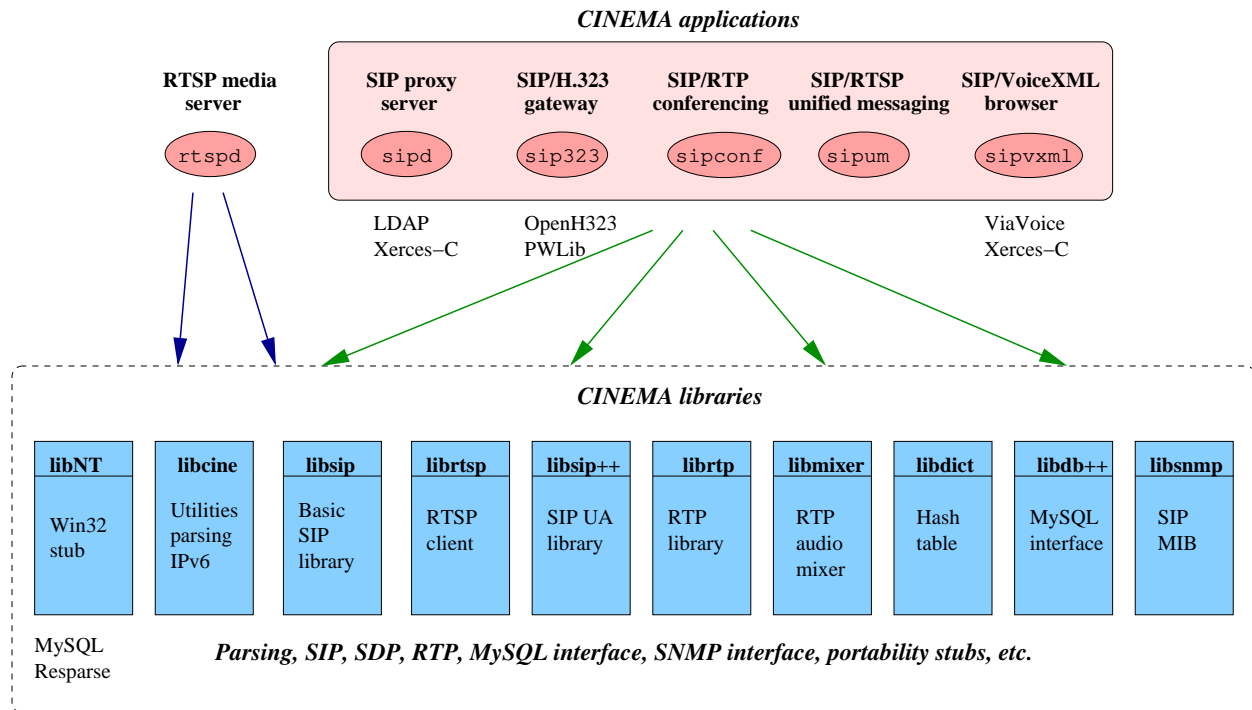 CINEMA applications
RTSP media
server
rtspd
SIP proxy
server
sipd
SIP/H.323
gateway
sip323
SIP/RTP
conferencing
sipconf
SIP/RTSP
unified messaging
sipum
SIP/VoiceXML
browser
sipvxml
LDAP
Xerces−C
OpenH323
PWLib
ViaVoice
Xerces−C
CINEMA libraries
libNT
Win32
stub
libcine
Utilities
parsing
IPv6
libsip
Basic
SIP
library
librtsp
RTSP
client
libsip++
SIP UA
library
librtp
RTP
library
libmixer
RTP
audio
mixer
libdict
Hash
table
libdb++
MySQL
interface
libsnmp
SIP
MIB
MySQL
Resparse
Parsing, SIP, SDP, RTP, MySQL interface, SNMP interface, portability stubs, etc.